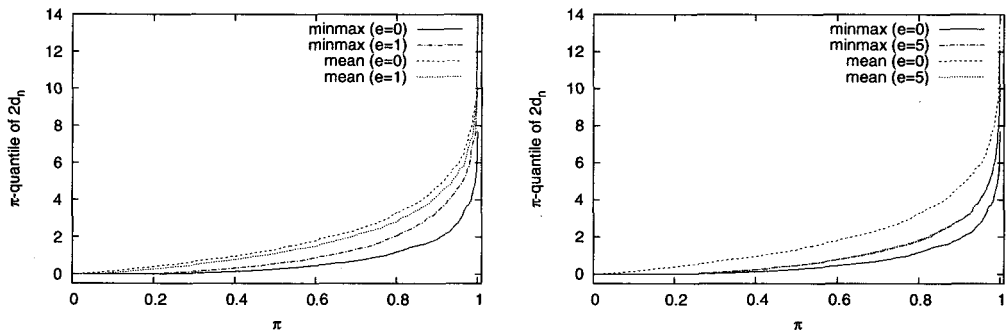 14
12
10
8
6
4
2
0
π-quantile of 2dₙ
minmax (e=0)
minmax (e=1)
mean (e=0)
mean (e=1)
0 0.2 0.4 0.6 0.8 1
π
14
12
10
8
6
4
2
0
π-quantile of 2dₙ
minmax (e=0)
minmax (e=5)
mean (e=0)
mean (e=5)
0 0.2 0.4 0.6 0.8 1
π